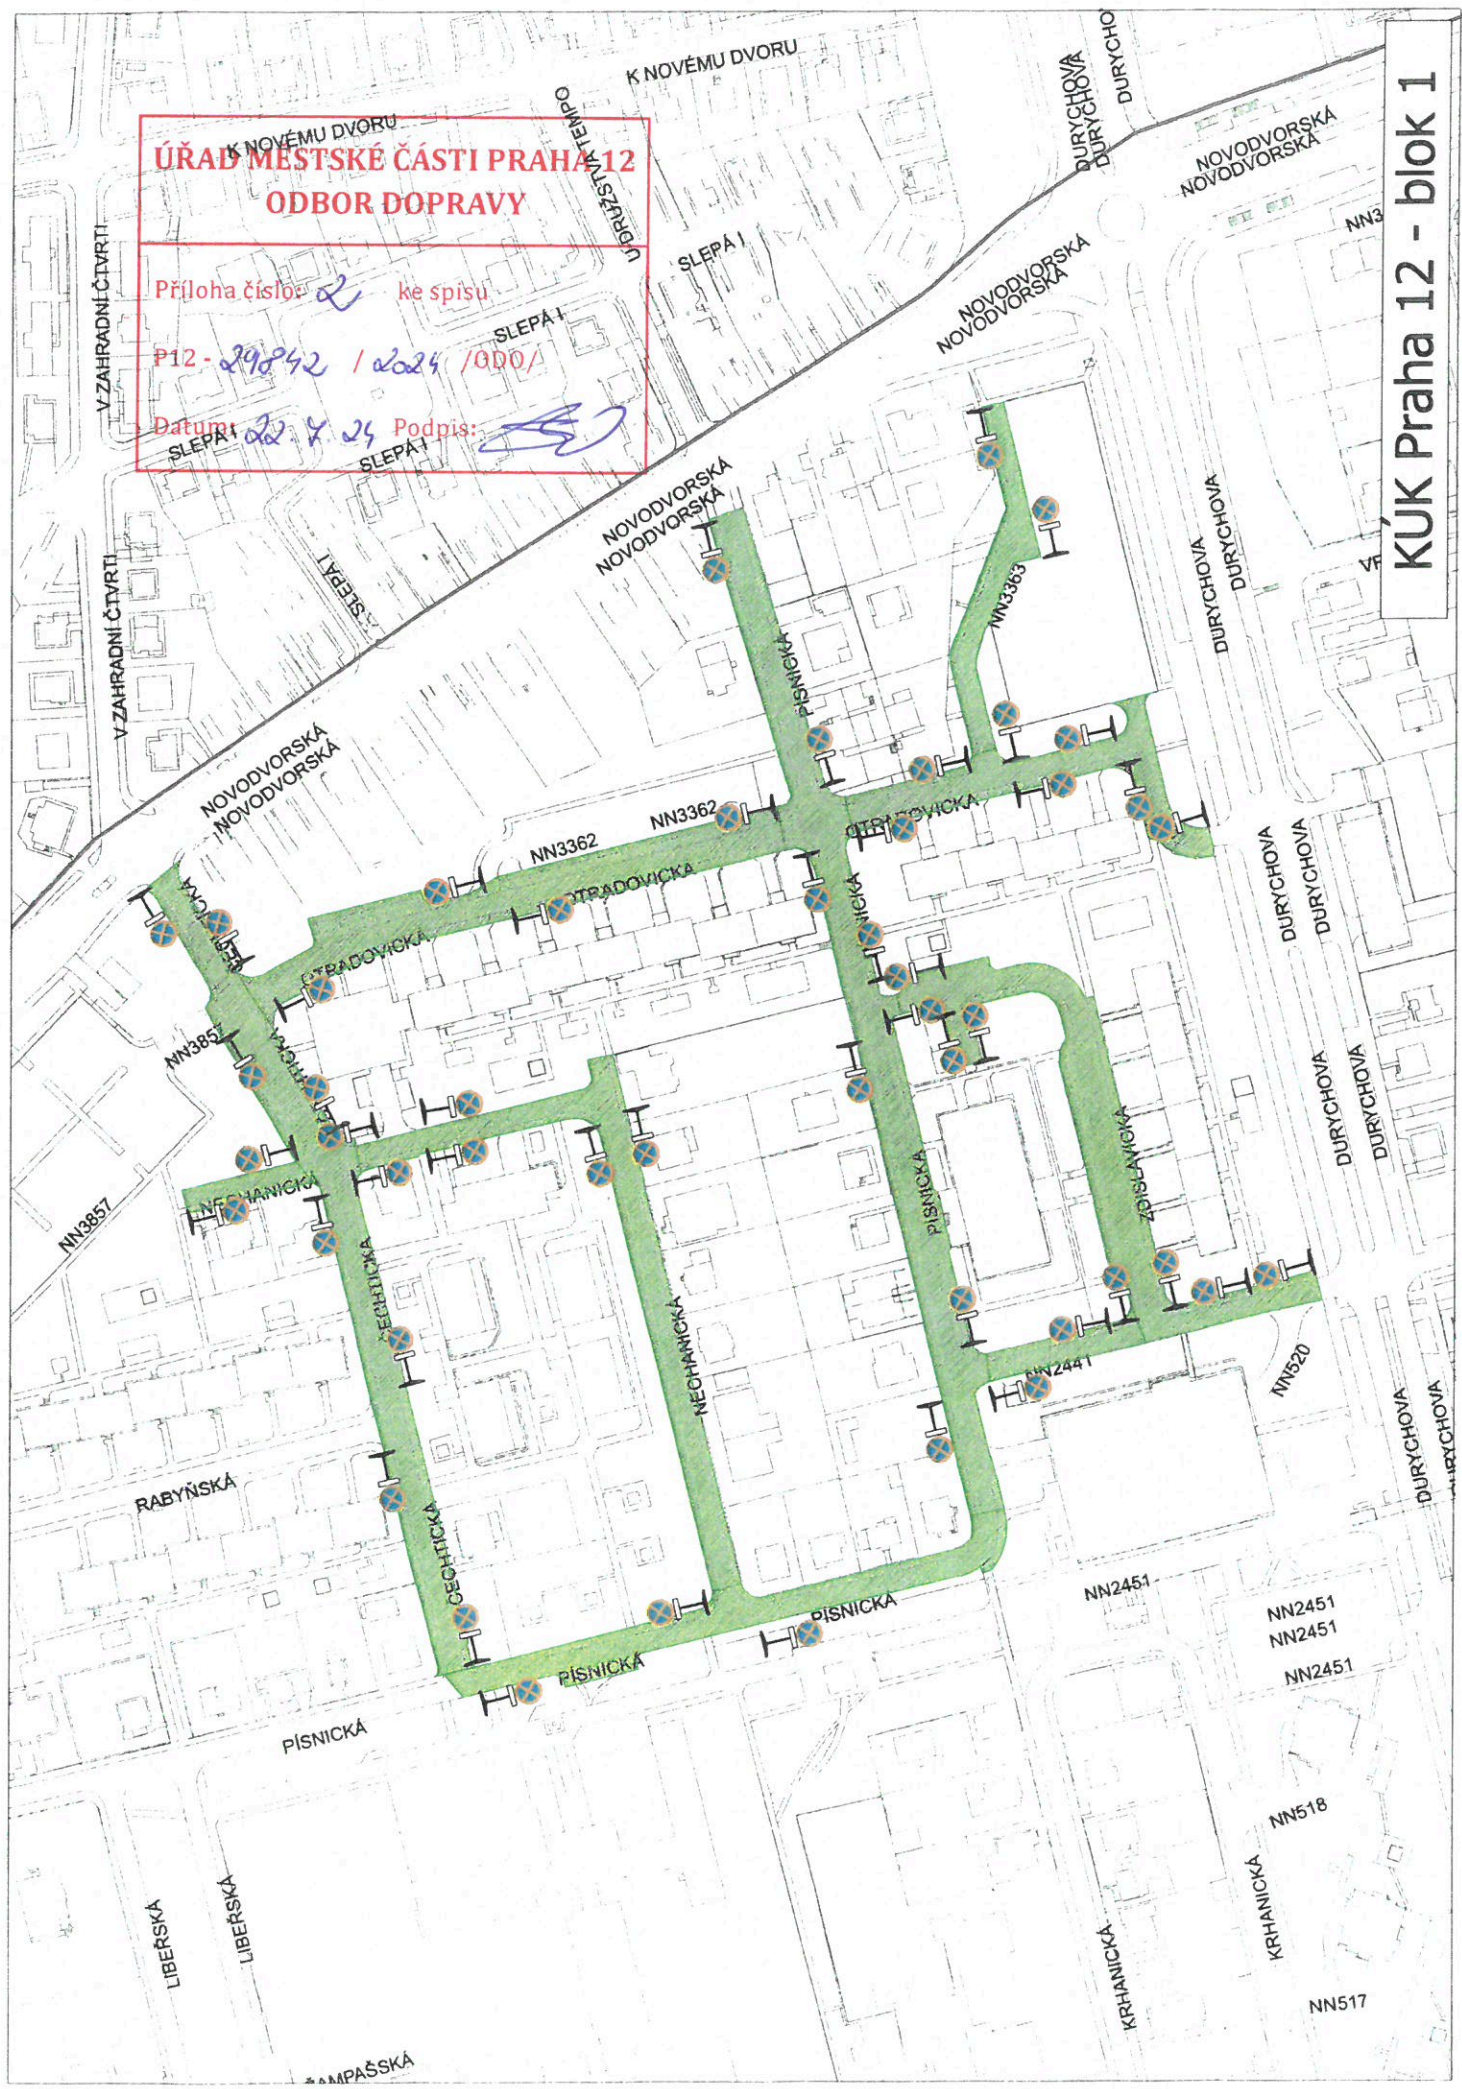 K NOVÉMU DVORU
DURYCHOVA
DURYCHOVA
K NOVÉMU DVORU
U DRUŽSTVA TEMPO
NOVODVORSKÁ
NOVODVORSKÁ
KÚK Praha 12 - blok 1
ÚŘAD MĚSTSKÉ ČÁSTI PRAHA 12
ODBOR DOPRAVY
Příloha číslo: 2 ke spisu
P12 - 29842 / 2024 /ODO/
Datum: 22. 7 24 Podpis:
V ZAHRADNÍ ČTVRTI
SLEPÁ I
SLEPÁ I
SLEPÁ I
SLEPÁ I
SLEPÁ I
NOVODVORSKÁ
NOVODVORSKÁ
NOVODVORSKÁ
NOVODVORSKÁ
V ZAHRADNÍ ČTVRTI
DURYCHOVA
DURYCHOVA
NN3363
PÍSNICKÁ
NOVODVORSKÁ
NOVODVORSKÁ
NN3362
NN3362
OTRADOVICKÁ
OTRADOVICKÁ
OTRADOVICKÁ
DURYCHOVA
DURYCHOVA
NN3857
NN3857
NECHANICKÁ
DURYCHOVA
DURYCHOVA
ZDISLAVICKÁ
PÍSNICKÁ
NECHANICKÁ
NN2441
NN520
RABYŇSKÁ
ČECHTICKÁ
DURYCHOVA
DURYCHOVA
PÍSNICKÁ
PÍSNICKÁ
PÍSNICKÁ
NN2451
NN2451
NN2451
NN2451
NN518
LIBEŘSKÁ
LIBEŘSKÁ
KRHANICKÁ
KRHANICKÁ
NN517